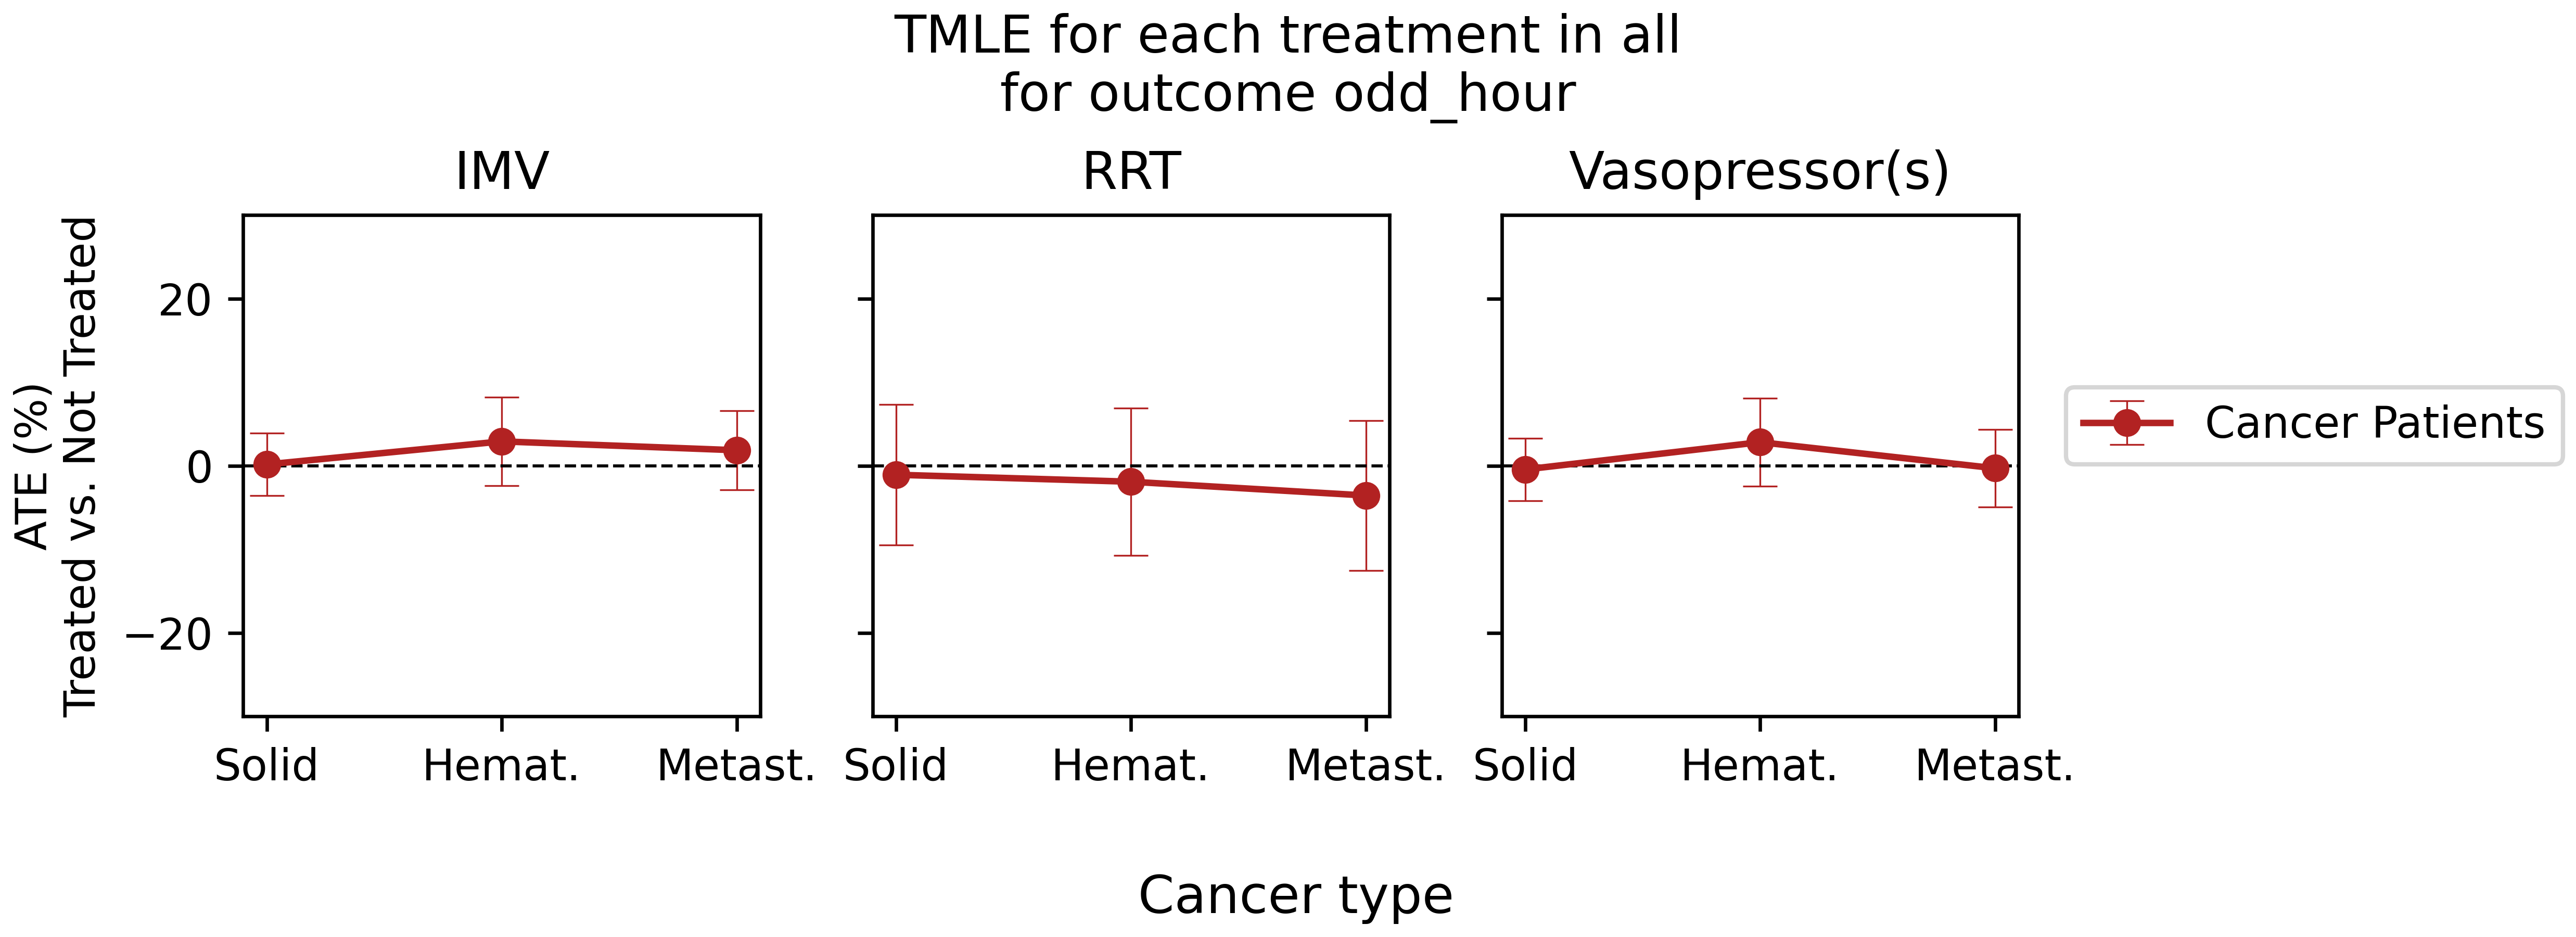 TMLE for each treatment in all
for outcome odd_hour
IMV
RRT
Vasopressor(s)
ATE (%)
Treated vs. Not Treated
20
0
−20
Solid
Hemat.
Metast.
Solid
Hemat.
Metast.
Solid
Hemat.
Metast.
Cancer Patients
Cancer type